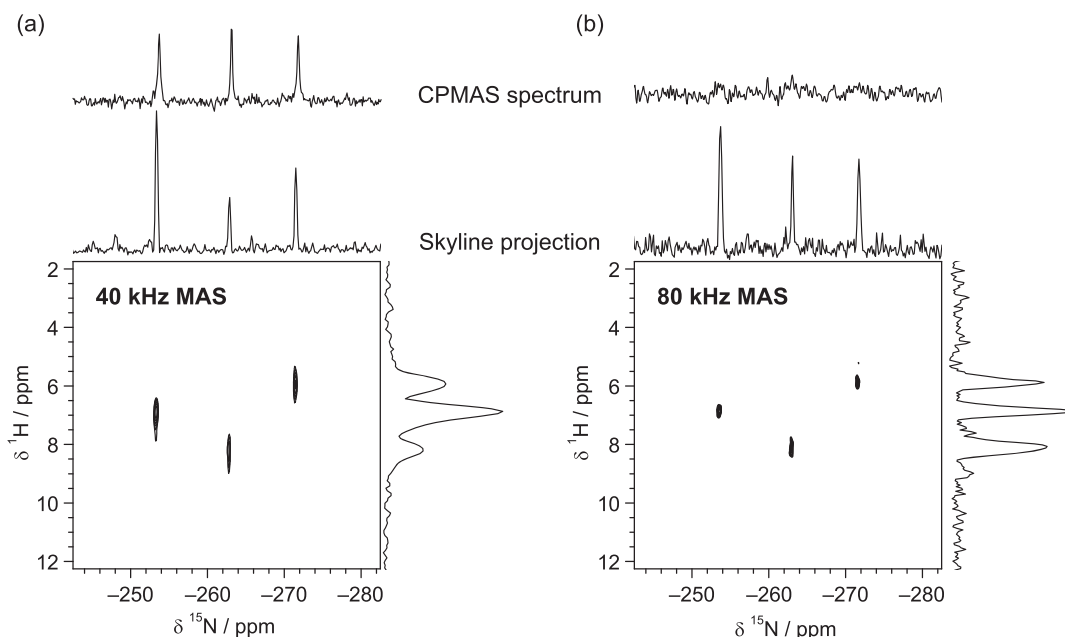 (a)
(b)
CPMAS spectrum
Skyline projection
40 kHz MAS
2
4
6
8
10
12
δ ¹H / ppm
–250
–260
–270
–280
δ ¹⁵N / ppm
80 kHz MAS
2
4
6
8
10
12
δ ¹H / ppm
–250
–260
–270
–280
δ ¹⁵N / ppm